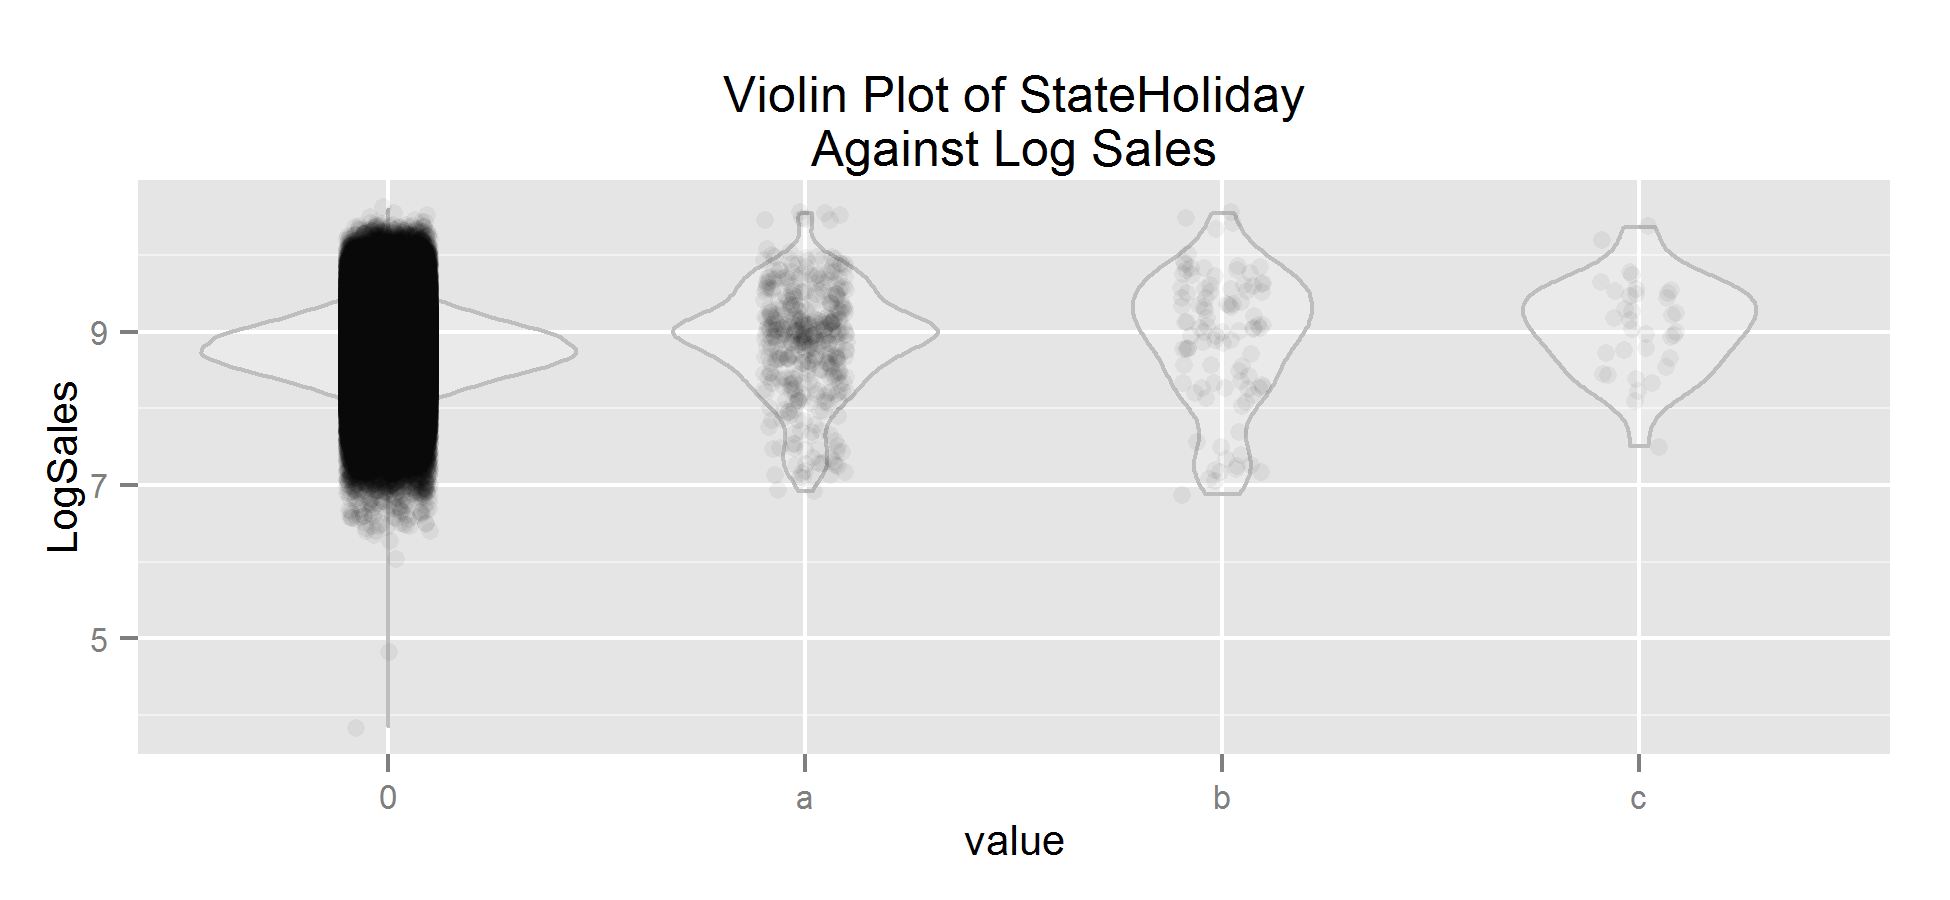 Violin Plot of StateHoliday
Against Log Sales
LogSales
9
7
5
0 a b c
value